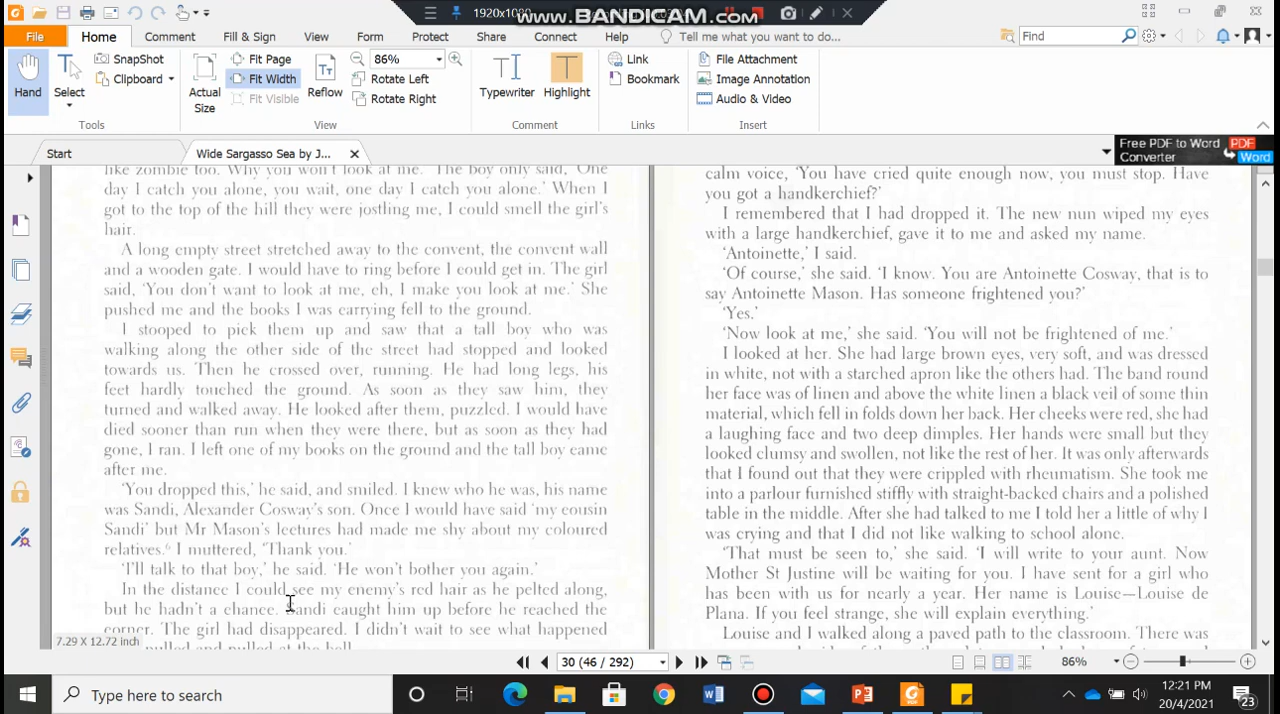 1920x1080
www.BANDICAM.com
File
Home
Comment
Fill & Sign
View
Form
Protect
Share
Connect
Help
Tell me what you want to do...
Find
Hand
Select
SnapShot
Clipboard
Tools
Actual
Size
Fit Page
Fit Width
Fit Visible
Reflow
86%
Rotate Left
Rotate Right
View
Typewriter
Highlight
Comment
Link
Bookmark
Links
File Attachment
Image Annotation
Audio & Video
Insert
Start
Wide Sargasso Sea by J...
Free PDF to Word
Converter
PDF
Word
like zombie too. Why you won't look at me.' The boy only said, 'One
day I catch you alone, you wait, one day I catch you alone.' When I
got to the top of the hill they were jostling me, I could smell the girl's
hair.
A long empty street stretched away to the convent, the convent wall
and a wooden gate. I would have to ring before I could get in. The girl
said, 'You don't want to look at me, eh, I make you look at me.' She
pushed me and the books I was carrying fell to the ground.
I stooped to pick them up and saw that a tall boy who was
walking along the other side of the street had stopped and looked
towards us. Then he crossed over, running. He had long legs, his
feet hardly touched the ground. As soon as they saw him, they
turned and walked away. He looked after them, puzzled. I would have
died sooner than run when they were there, but as soon as they had
gone, I ran. I left one of my books on the ground and the tall boy came
after me.
'You dropped this,' he said, and smiled. I knew who he was, his name
was Sandi, Alexander Cosway's son. Once I would have said 'my cousin
Sandi' but Mr Mason's lectures had made me shy about my coloured
relatives.⁶ I muttered, 'Thank you.'
'I'll talk to that boy,' he said. 'He won't bother you again.'
In the distance I could see my enemy's red hair as he pelted along,
but he hadn't a chance. Sandi caught him up before he reached the
corner. The girl had disappeared. I didn't wait to see what happened
pulled and pulled at the bell.
7.29 X 12.72 inch
calm voice, 'You have cried quite enough now, you must stop. Have
you got a handkerchief?'
I remembered that I had dropped it. The new nun wiped my eyes
with a large handkerchief, gave it to me and asked my name.
'Antoinette,' I said.
'Of course,' she said. 'I know. You are Antoinette Cosway, that is to
say Antoinette Mason. Has someone frightened you?'
'Yes.'
'Now look at me,' she said. 'You will not be frightened of me.'
I looked at her. She had large brown eyes, very soft, and was dressed
in white, not with a starched apron like the others had. The band round
her face was of linen and above the white linen a black veil of some thin
material, which fell in folds down her back. Her cheeks were red, she had
a laughing face and two deep dimples. Her hands were small but they
looked clumsy and swollen, not like the rest of her. It was only afterwards
that I found out that they were crippled with rheumatism. She took me
into a parlour furnished stiffly with straight-backed chairs and a polished
table in the middle. After she had talked to me I told her a little of why I
was crying and that I did not like walking to school alone.
'That must be seen to,' she said. 'I will write to your aunt. Now
Mother St Justine will be waiting for you. I have sent for a girl who
has been with us for nearly a year. Her name is Louise—Louise de
Plana. If you feel strange, she will explain everything.'
Louise and I walked along a paved path to the classroom. There was
30 (46 / 292)
86%
Type here to search
12:21 PM
20/4/2021
23